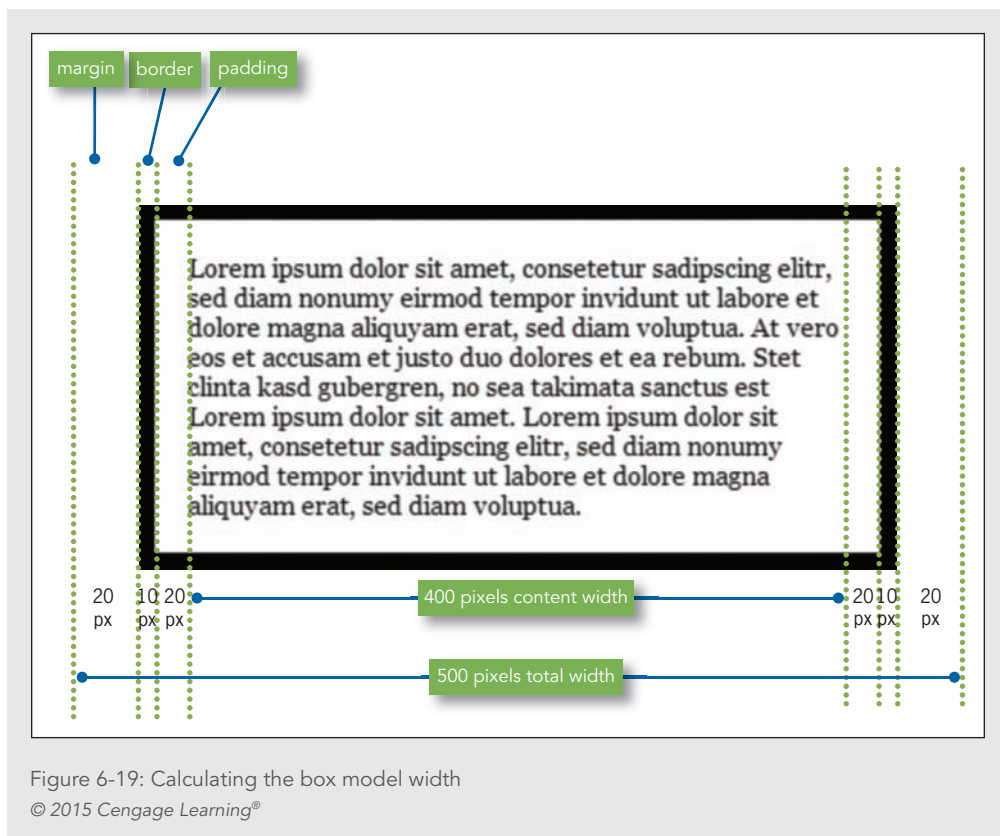 margin border padding
Lorem ipsum dolor sit amet, consetetur sadipscing elitr,
sed diam nonumy eirmod tempor invidunt ut labore et
dolore magna aliquyam erat, sed diam voluptua. At vero
eos et accusam et justo duo dolores et ea rebum. Stet
clinta kasd gubergren, no sea takimata sanctus est
Lorem ipsum dolor sit amet. Lorem ipsum dolor sit
amet, consetetur sadipscing elitr, sed diam nonumy
eirmod tempor invidunt ut labore et dolore magna
aliquyam erat, sed diam voluptua.
20 10 20 400 pixels content width 20 10 20
px px px px px px
500 pixels total width
Figure 6-19: Calculating the box model width
© 2015 Cengage Learning®